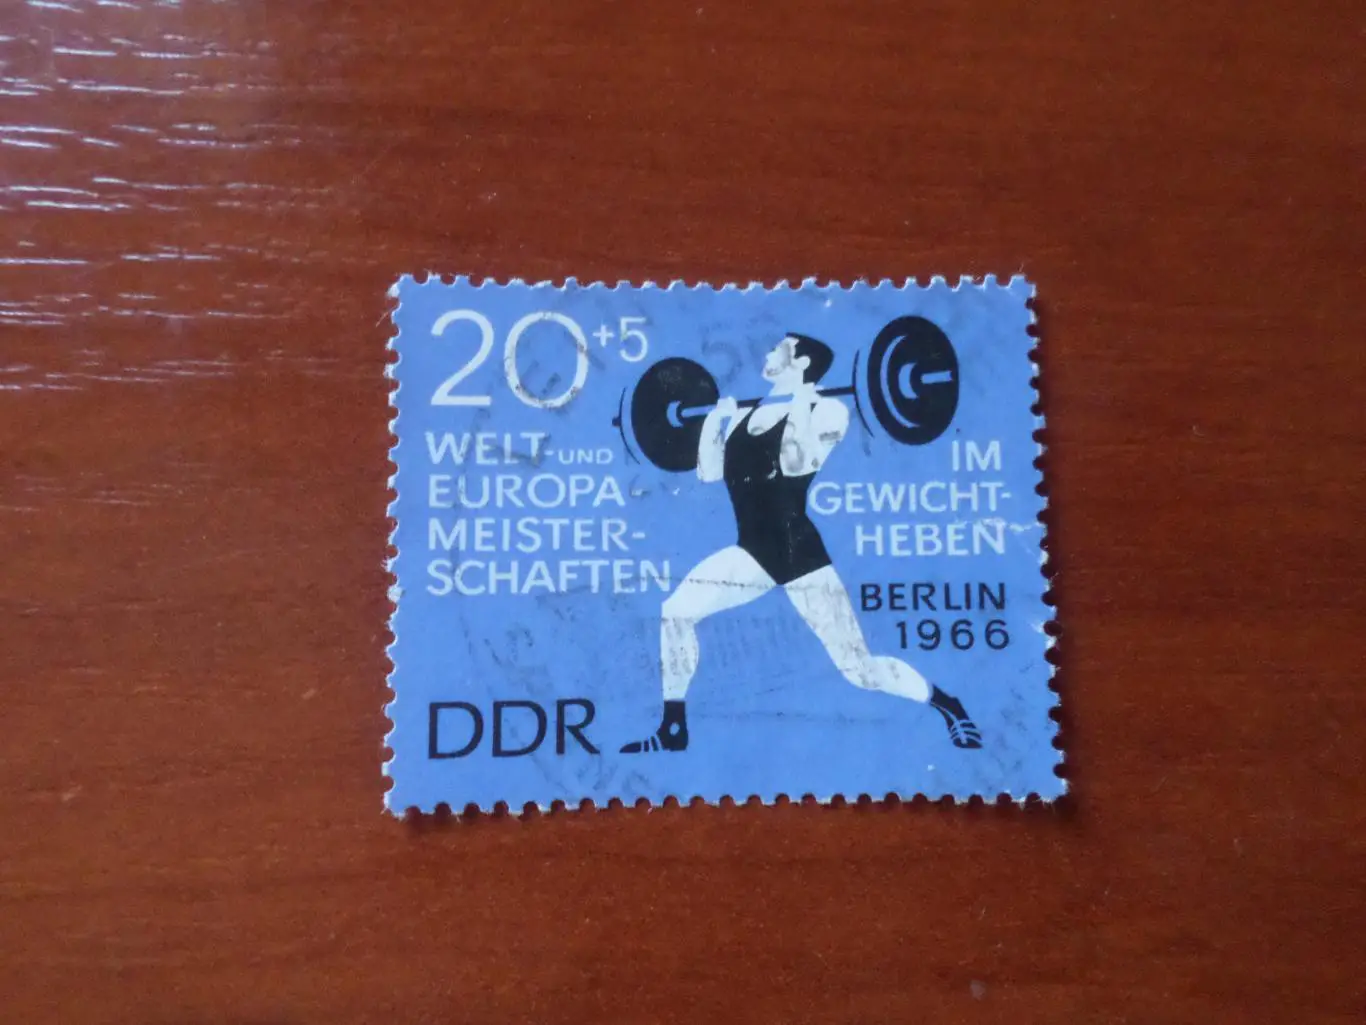 20+5
WELT-UND
EUROPA-
MEISTER-
SCHAFTEN
IM
GEWICHT-
HEBEN
BERLIN
1966
DDR